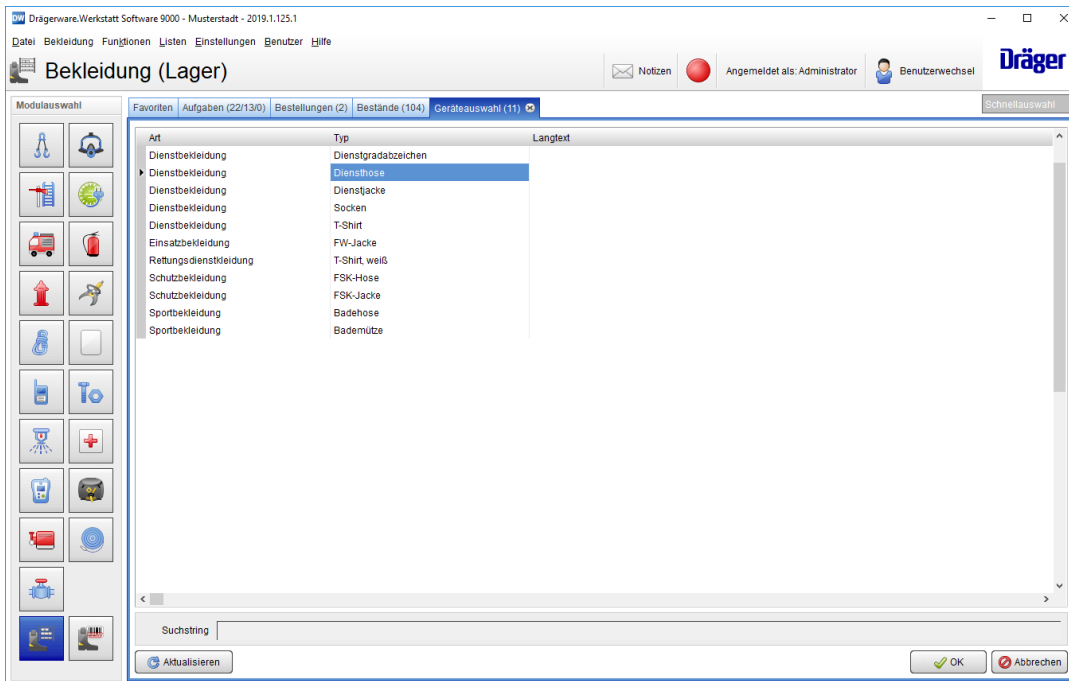 DW Drägerware.Werkstatt Software 9000 - Musterstadt - 2019.1.125.1
Datei Bekleidung Funktionen Listen Einstellungen Benutzer Hilfe
Bekleidung (Lager)
Notizen
Angemeldet als: Administrator
Benutzerwechsel
Dräger
Modulauswahl
Favoriten Aufgaben (22/13/0) Bestellungen (2) Bestände (104) Geräteauswahl (11)
Schnellauswahl
Art Typ Langtext
Dienstbekleidung Dienstgradabzeichen
Dienstbekleidung Diensthose
Dienstbekleidung Dienstjacke
Dienstbekleidung Socken
Dienstbekleidung T-Shirt
Einsatzbekleidung FW-Jacke
Rettungsdienstkleidung T-Shirt, weiß
Schutzbekleidung FSK-Hose
Schutzbekleidung FSK-Jacke
Sportbekleidung Badehose
Sportbekleidung Bademütze
Suchstring
Aktualisieren
OK
Abbrechen